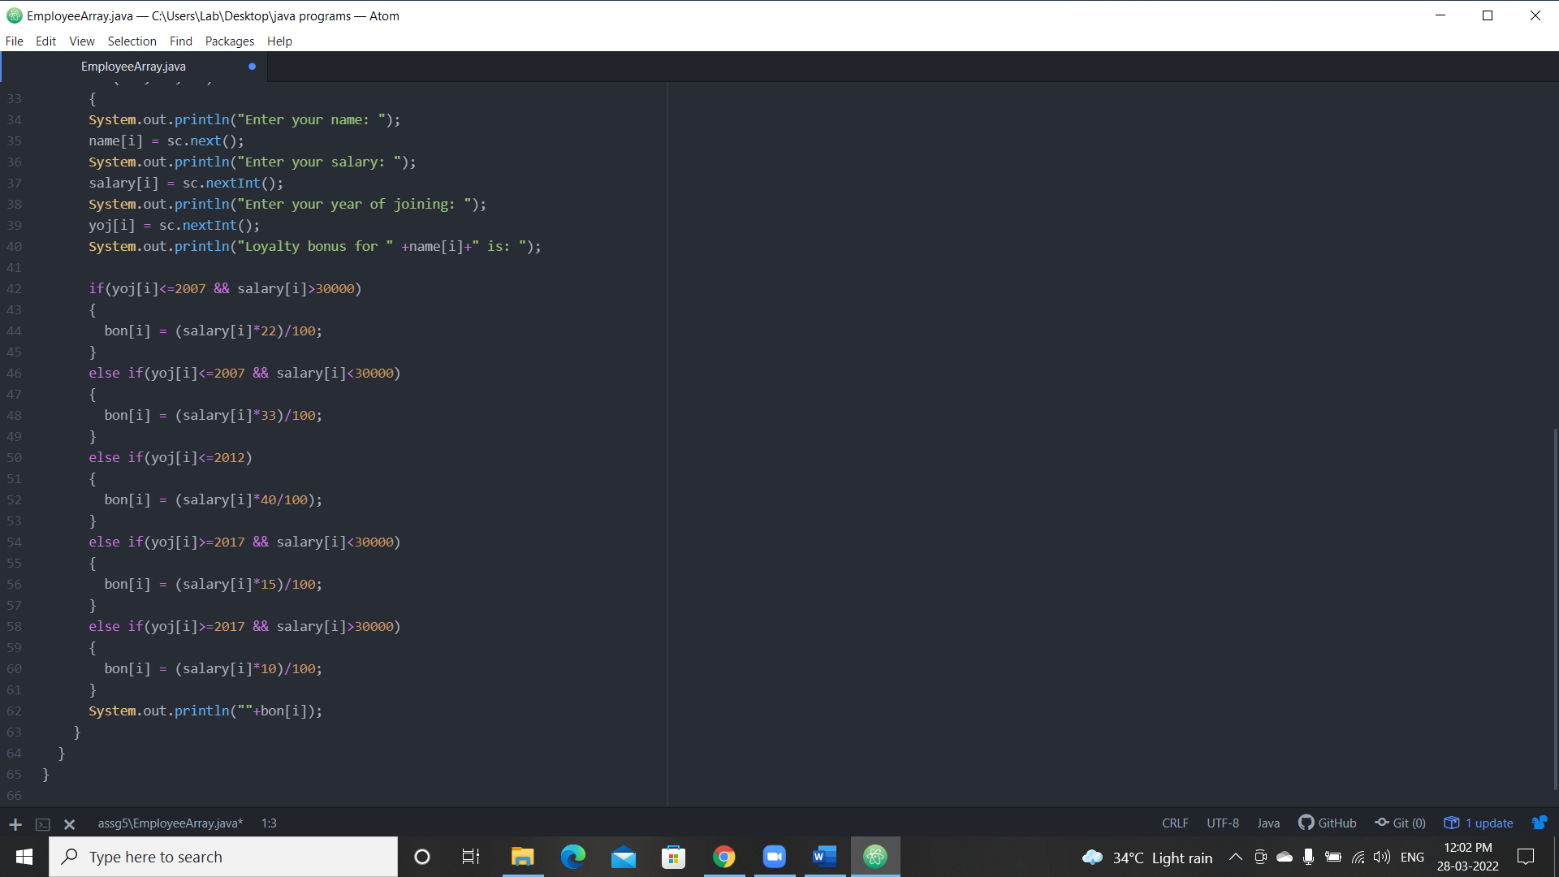 EmployeeArray.java — C:\Users\Lab\Desktop\java programs — Atom
File Edit View Selection Find Packages Help
EmployeeArray.java
33 {
34 System.out.println("Enter your name: ");
35 name[i] = sc.next();
36 System.out.println("Enter your salary: ");
37 salary[i] = sc.nextInt();
38 System.out.println("Enter your year of joining: ");
39 yoj[i] = sc.nextInt();
40 System.out.println("Loyalty bonus for " +name[i]+" is: ");
41
42 if(yoj[i]<=2007 && salary[i]>30000)
43 {
44 bon[i] = (salary[i]*22)/100;
45 }
46 else if(yoj[i]<=2007 && salary[i]<30000)
47 {
48 bon[i] = (salary[i]*33)/100;
49 }
50 else if(yoj[i]<=2012)
51 {
52 bon[i] = (salary[i]*40/100);
53 }
54 else if(yoj[i]>=2017 && salary[i]<30000)
55 {
56 bon[i] = (salary[i]*15)/100;
57 }
58 else if(yoj[i]>=2017 && salary[i]>30000)
59 {
60 bon[i] = (salary[i]*10)/100;
61 }
62 System.out.println(""+bon[i]);
63 }
64 }
65 }
66
assg5\EmployeeArray.java* 1:3 CRLF UTF-8 Java GitHub Git (0) 1 update
Type here to search 34°C Light rain ENG 12:02 PM
28-03-2022